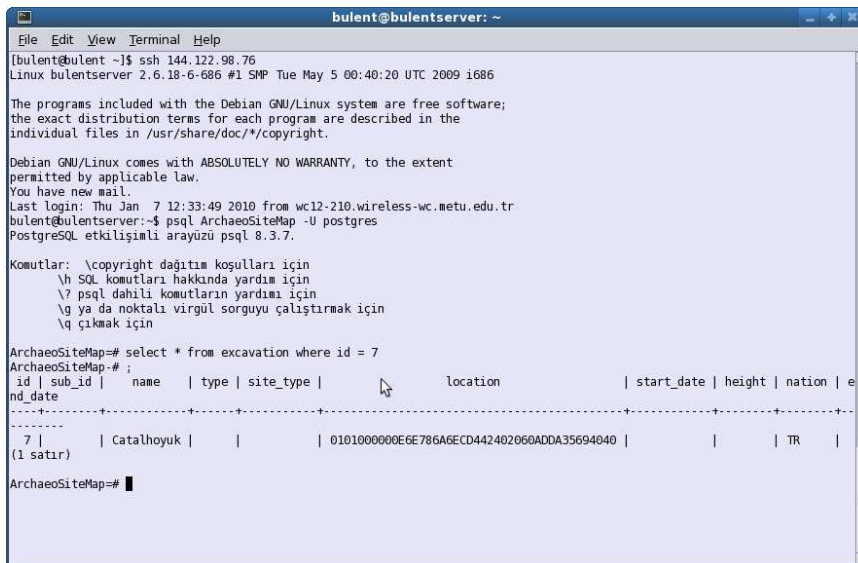 bulent@bulentserver: ~
File Edit View Terminal Help
[bulent@bulent ~]$ ssh 144.122.98.76
Linux bulentserver 2.6.18-6-686 #1 SMP Tue May 5 00:40:20 UTC 2009 i686
The programs included with the Debian GNU/Linux system are free software;
the exact distribution terms for each program are described in the
individual files in /usr/share/doc/*/copyright.
Debian GNU/Linux comes with ABSOLUTELY NO WARRANTY, to the extent
permitted by applicable law.
You have new mail.
Last login: Thu Jan  7 12:33:49 2010 from wc12-210.wireless-wc.metu.edu.tr
bulent@bulentserver:~$ psql ArchaeoSiteMap -U postgres
PostgreSQL etkilişimli arayüzü psql 8.3.7.
Komutlar:  \copyright dağıtım koşulları için
\h SQL komutları hakkında yardım için
\? psql dahili komutların yardımı için
\g ya da noktalı virgül sorguyu çalıştırmak için
\q çıkmak için
ArchaeoSiteMap=# select * from excavation where id = 7
ArchaeoSiteMap-# ;
id | sub_id | name | type | site_type | location | start_date | height | nation | e
nd_date
----+--------+-----------+------+-----------+--------------------------------------------+------------+--------+--------+--
--------
7 | | Catalhoyuk | | | 0101000000E6E786A6ECD442402060ADDA35694040 | | | TR |
(1 satır)
ArchaeoSiteMap=#